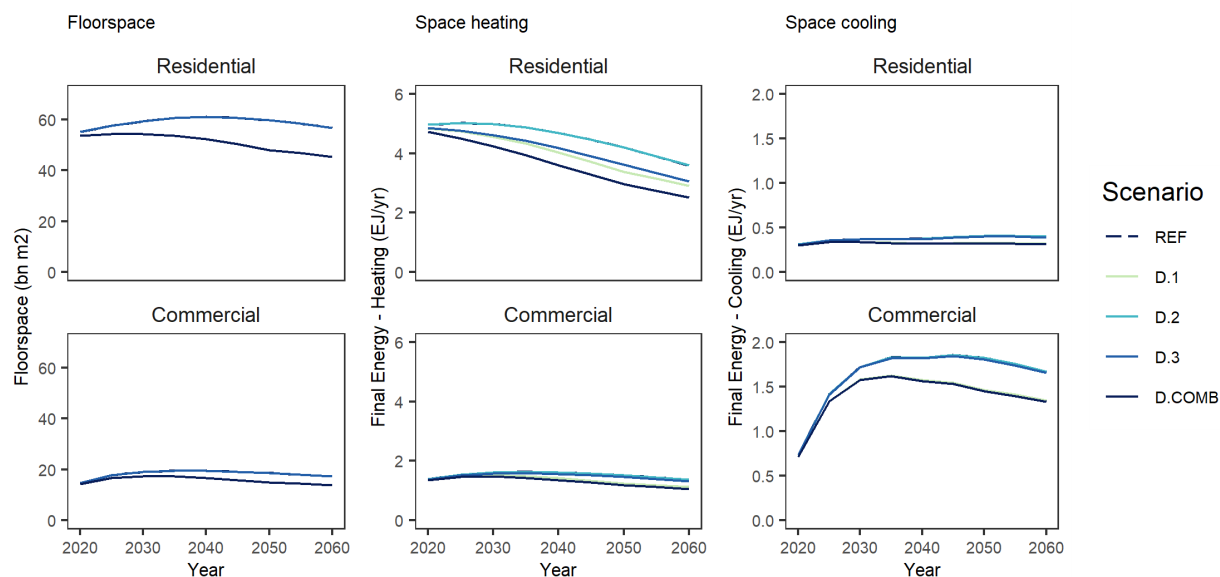 Floorspace
Space heating
Space cooling
Residential
Residential
Residential
60
40
20
0
6
4
2
0
2.0
1.5
1.0
0.5
0.0
Commercial
Commercial
Commercial
60
40
20
0
6
4
2
0
2.0
1.5
1.0
0.5
0.0
Floorspace (bn m2)
Final Energy - Heating (EJ/yr)
Final Energy - Cooling (EJ/yr)
2020 2030 2040 2050 2060
2020 2030 2040 2050 2060
2020 2030 2040 2050 2060
Year
Year
Year
Scenario
REF
D.1
D.2
D.3
D.COMB